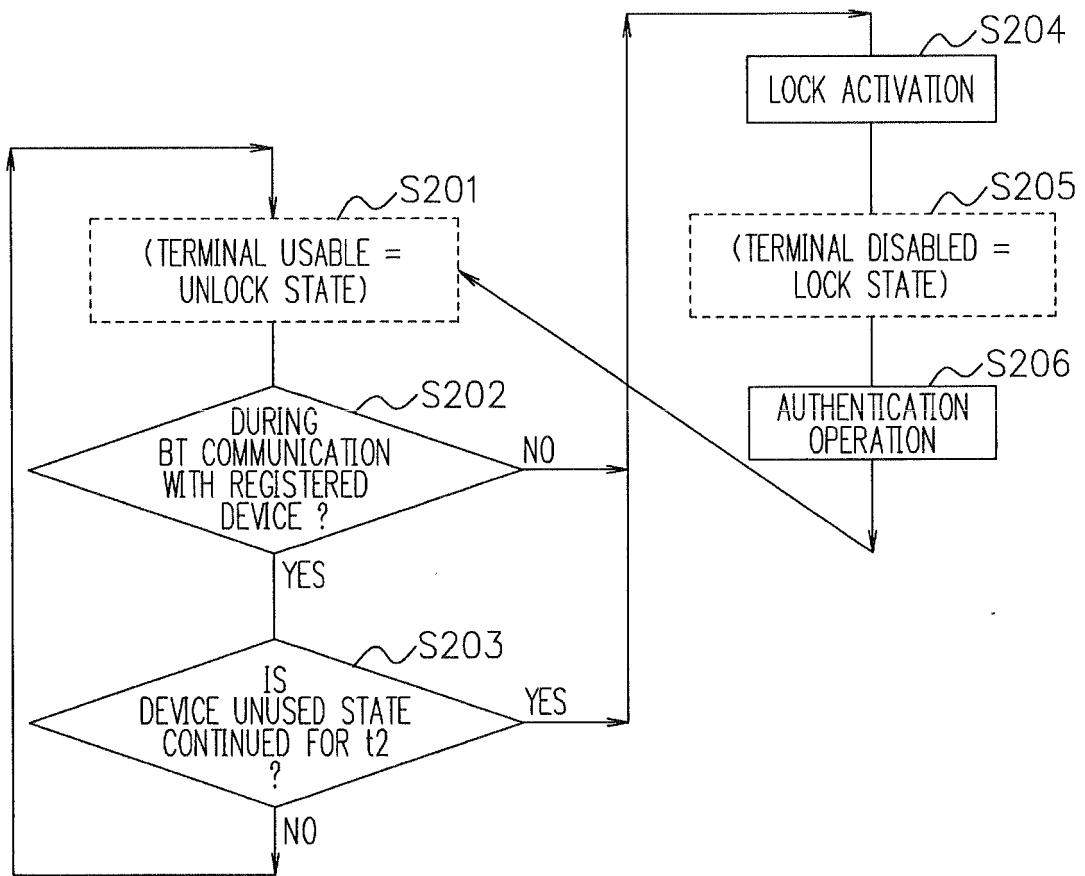 S201
(TERMINAL USABLE =
UNLOCK STATE)
S202
DURING
BT COMMUNICATION
WITH REGISTERED
DEVICE ?
NO
YES
S203
IS
DEVICE UNUSED STATE
CONTINUED FOR t2
?
YES
NO
S204
LOCK ACTIVATION
S205
(TERMINAL DISABLED =
LOCK STATE)
S206
AUTHENTICATION
OPERATION